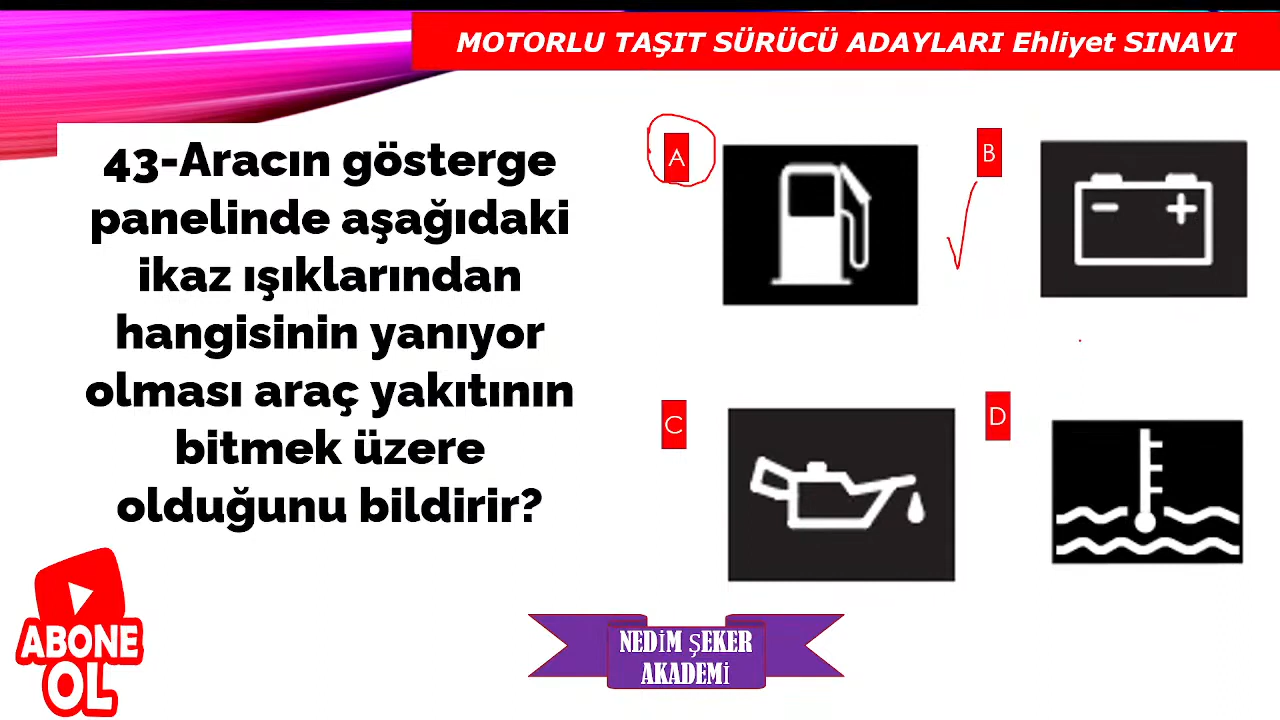 MOTORLU TAŞIT SÜRÜCÜ ADAYLARI Ehliyet SINAVI
43-Aracın gösterge
panelinde aşağıdaki
ikaz ışıklarından
hangisinin yanıyor
olması araç yakıtının
bitmek üzere
olduğunu bildirir?
A
B
C
D
ABONE
OL
NEDİM ŞEKER
AKADEMİ